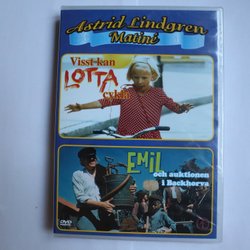 Astrid Lindgren
Matiné
Visst kan
LOTTA
cykla
EMIL
och auktionen
i Backhorva
DVD